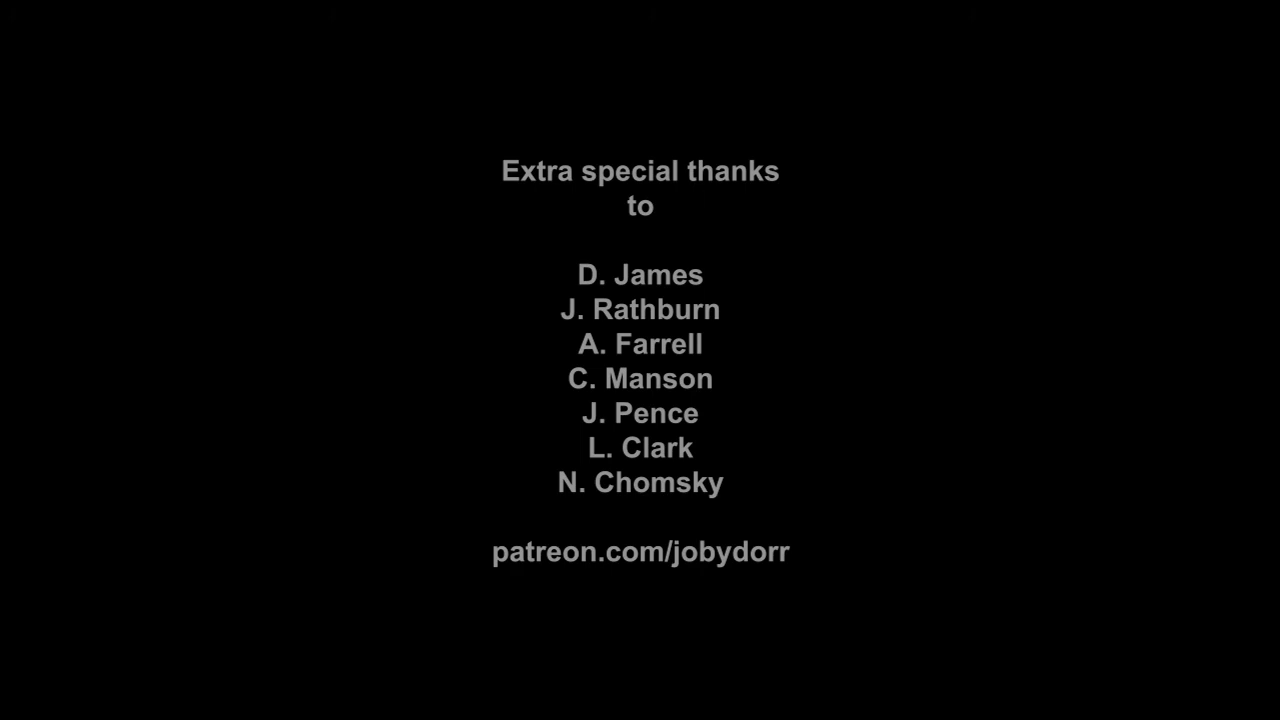 Extra special thanks
to
D. James
J. Rathburn
A. Farrell
C. Manson
J. Pence
L. Clark
N. Chomsky
patreon.com/jobydorr